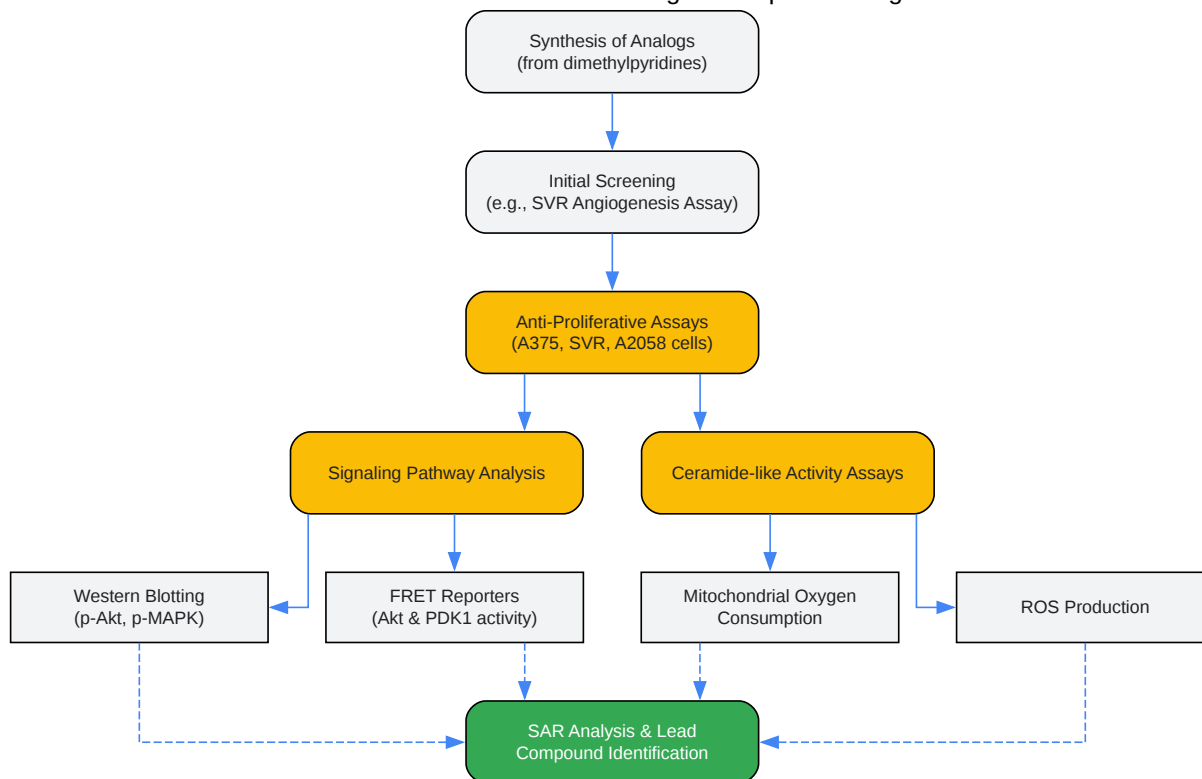 Synthesis of Analogs
(from dimethylpyridines)
Initial Screening
(e.g., SVR Angiogenesis Assay)
Anti-Proliferative Assays
(A375, SVR, A2058 cells)
Signaling Pathway Analysis
Ceramide-like Activity Assays
Western Blotting
(p-Akt, p-MAPK)
FRET Reporters
(Akt & PDK1 activity)
Mitochondrial Oxygen
Consumption
ROS Production
SAR Analysis & Lead
Compound Identification